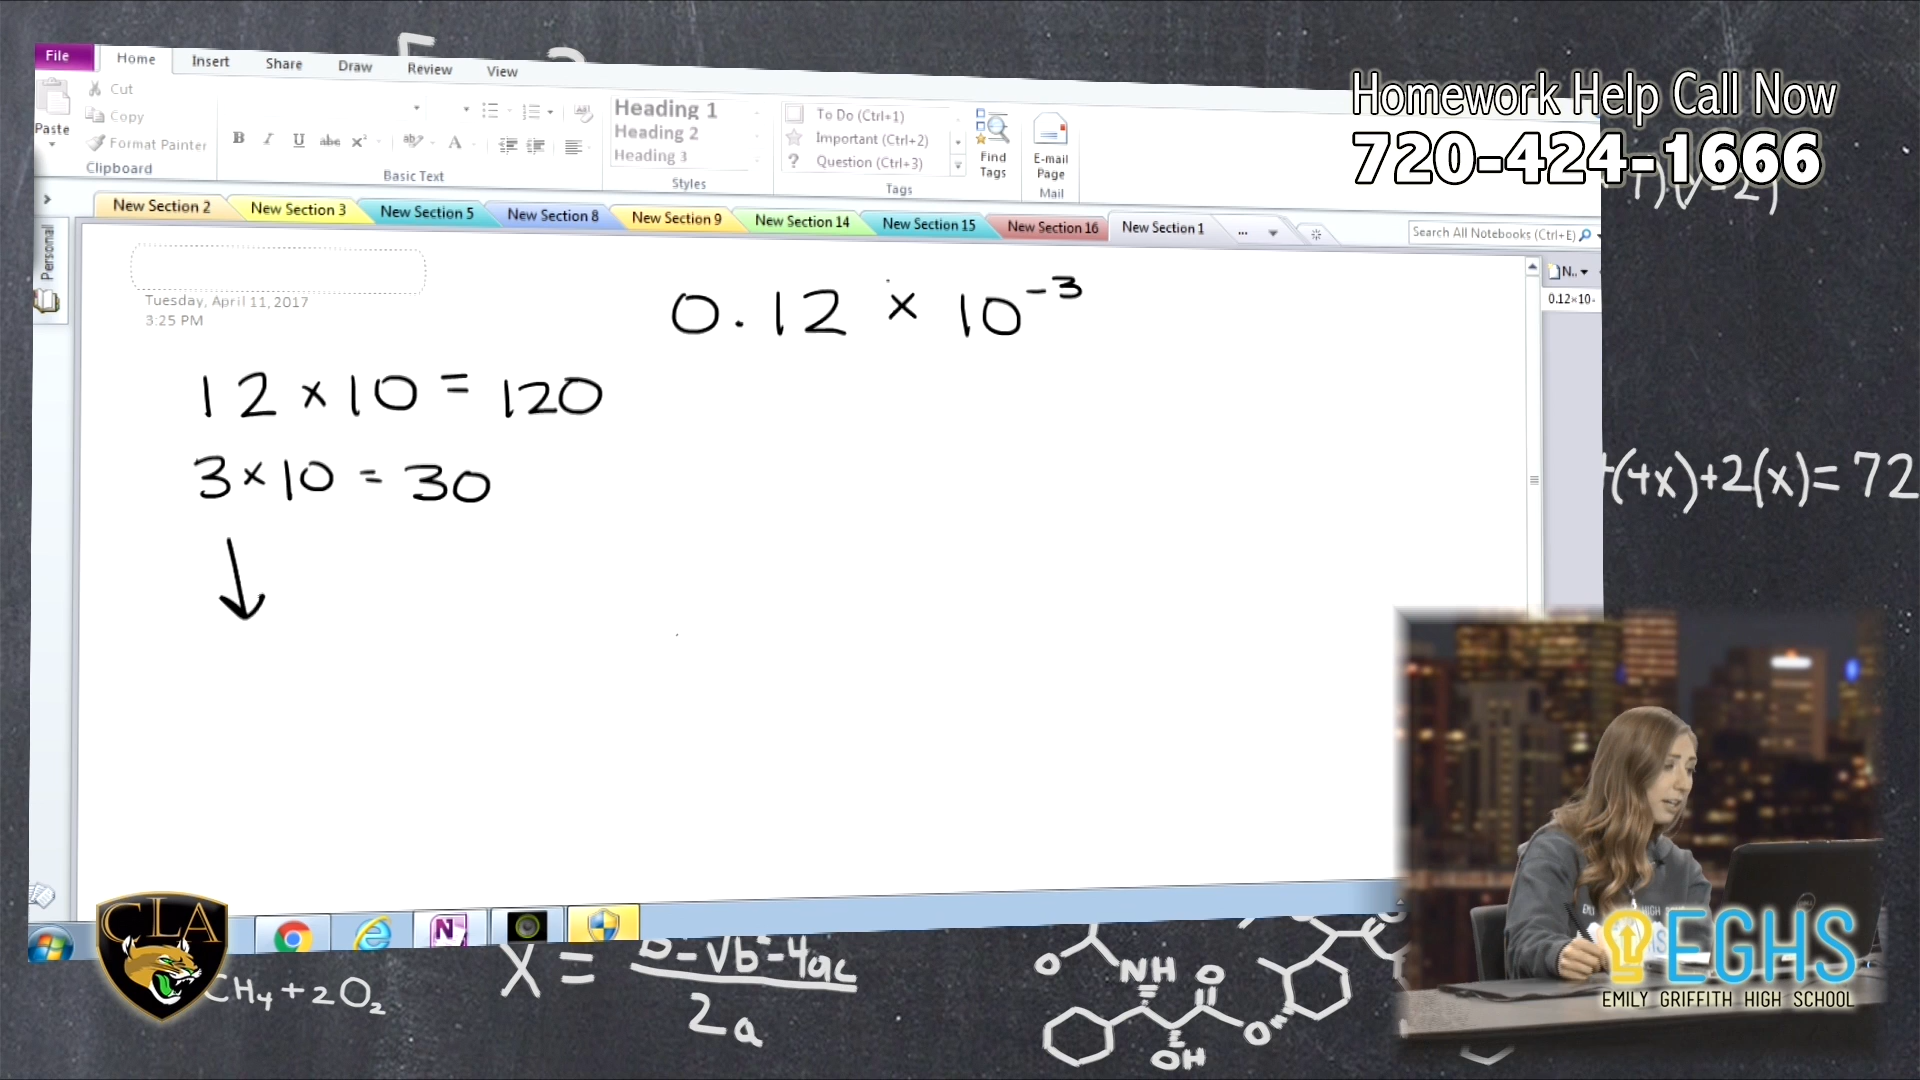 File Home Insert Share Draw Review View
Homework Help Call Now
720-424-1666
Cut
Copy
Format Painter
Paste
Clipboard
B I U abc x² A
Basic Text
Heading 1
Heading 2
Heading 3
Styles
To Do (Ctrl+1)
Important (Ctrl+2)
? Question (Ctrl+3)
Tags
Find
Tags
E-mail
Page
Mail
New Section 2 New Section 3 New Section 5 New Section 8 New Section 9 New Section 14 New Section 15 New Section 16 New Section 1 ...
Search All Notebooks (Ctrl+E)
Personal
N..
0.12×10-
Tuesday, April 11, 2017
3:25 PM
0.12 × 10⁻³
12 × 10 = 120
3 × 10 = 30
(4x)+2(x)= 72
CLA
CH₄ + 2O₂
2a
NH
O
O
O
OH
EGHS
EMILY GRIFFITH HIGH SCHOOL